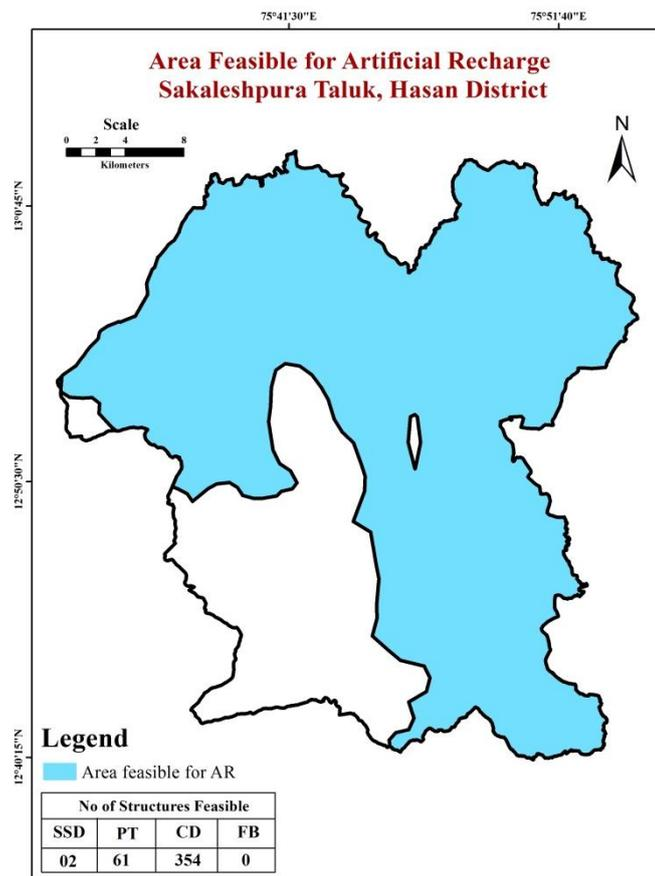 75°41'30"E 75°51'40"E
Area Feasible for Artificial Recharge
Sakaleshpura Taluk, Hasan District
Scale
0 2 4 8
Kilometers
N
13°0'45"N
12°50'30"N
12°40'15"N
Legend
Area feasible for AR
No of Structures Feasible
SSD PT CD FB
02 61 354 0